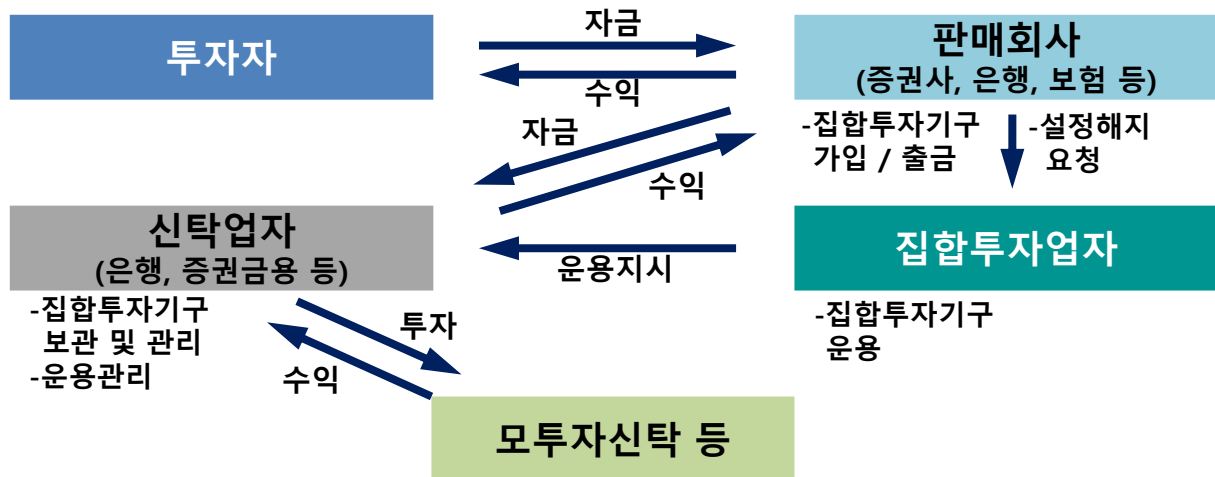 투자자
자금
수익
판매회사
(증권사, 은행, 보험 등)
자금
수익
-집합투자기구
가입 / 출금
-설정해지
요청
신탁업자
(은행, 증권금용 등)
운용지시
집합투자업자
-집합투자기구
보관 및 관리
-운용관리
투자
수익
-집합투자기구
운용
모투자신탁 등